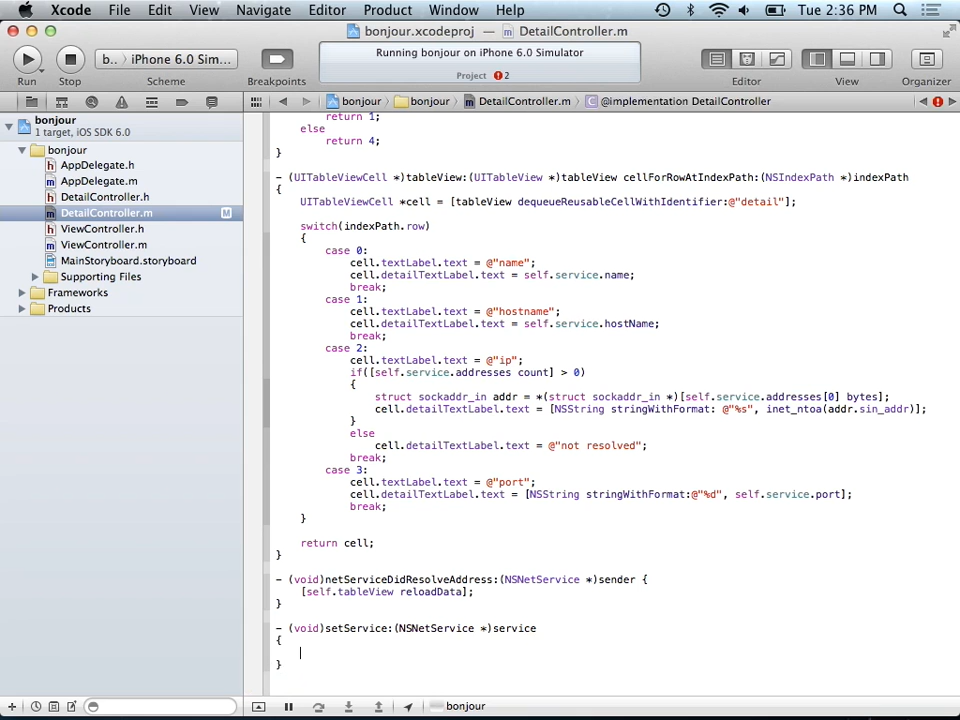 Xcode File Edit View Navigate Editor Product Window Help Tue 2:36 PM
bonjour.xcodeproj — DetailController.m
b.. iPhone 6.0 Sim...
Running bonjour on iPhone 6.0 Simulator
Project 2
Run Stop Scheme Breakpoints Editor View Organizer
bonjour bonjour DetailController.m @implementation DetailController
bonjour
1 target, iOS SDK 6.0
bonjour
AppDelegate.h
AppDelegate.m
DetailController.h
DetailController.m M
ViewController.h
ViewController.m
MainStoryboard.storyboard
Supporting Files
Frameworks
Products
return 1;
else
return 4;
}
- (UITableViewCell *)tableView:(UITableView *)tableView cellForRowAtIndexPath:(NSIndexPath *)indexPath
{
UITableViewCell *cell = [tableView dequeueReusableCellWithIdentifier:@"detail"];
switch(indexPath.row)
{
case 0:
cell.textLabel.text = @"name";
cell.detailTextLabel.text = self.service.name;
break;
case 1:
cell.textLabel.text = @"hostname";
cell.detailTextLabel.text = self.service.hostName;
break;
case 2:
cell.textLabel.text = @"ip";
if([self.service.addresses count] > 0)
{
struct sockaddr_in addr = *(struct sockaddr_in *)[self.service.addresses[0] bytes];
cell.detailTextLabel.text = [NSString stringWithFormat: @"%s", inet_ntoa(addr.sin_addr)];
}
else
cell.detailTextLabel.text = @"not resolved";
break;
case 3:
cell.textLabel.text = @"port";
cell.detailTextLabel.text = [NSString stringWithFormat:@"%d", self.service.port];
break;
}
return cell;
}
- (void)netServiceDidResolveAddress:(NSNetService *)sender {
[self.tableView reloadData];
}
- (void)setService:(NSNetService *)service
{
}
bonjour